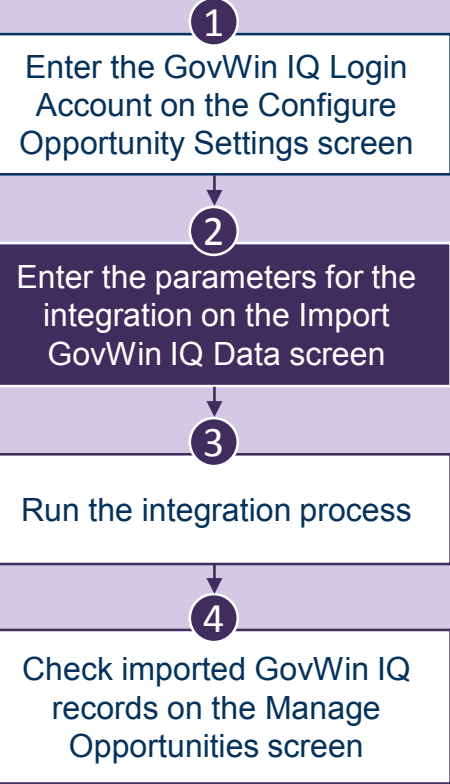 1
Enter the GovWin IQ Login
Account on the Configure
Opportunity Settings screen
2
Enter the parameters for the
integration on the Import
GovWin IQ Data screen
3
Run the integration process
4
Check imported GovWin IQ
records on the Manage
Opportunities screen